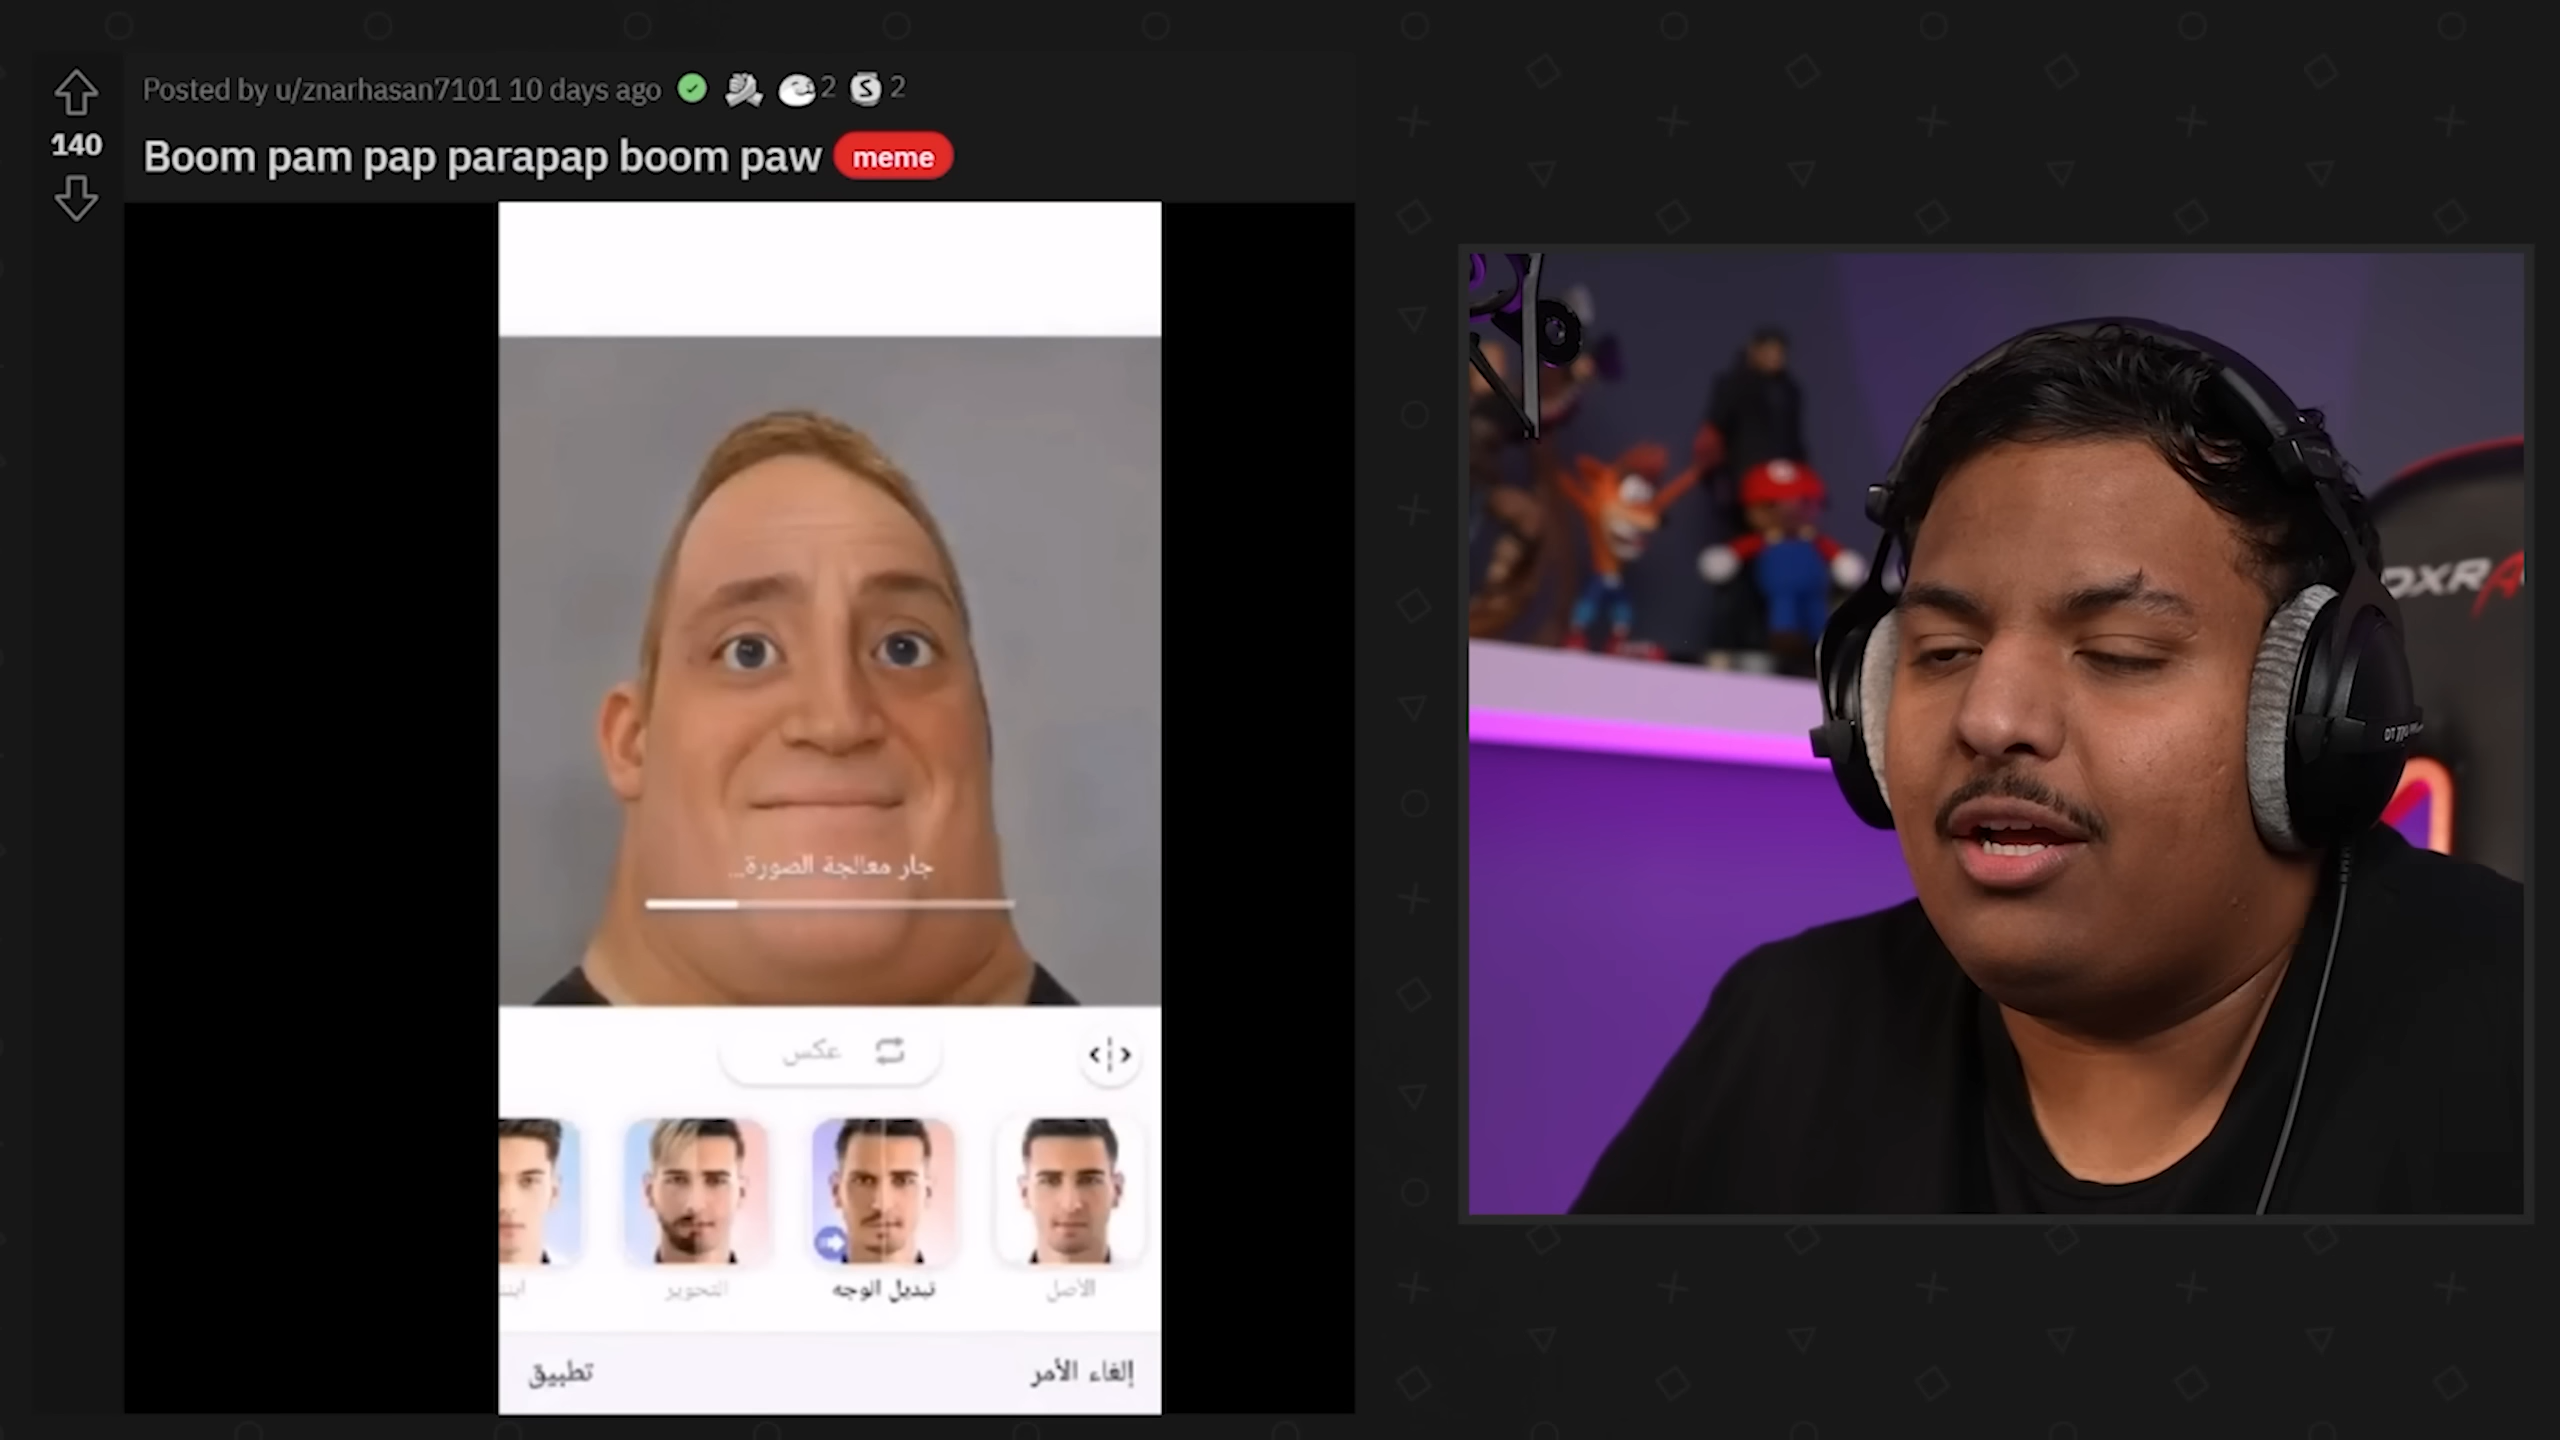 Posted by u/znarhasan7101 10 days ago
2
2
140
Boom pam pap parapap boom paw
meme
جار معالجة الصورة...
عكس
الأصل
تبديل الوجه
التحوير
إلغاء الأمر
تطبيق
DXRA